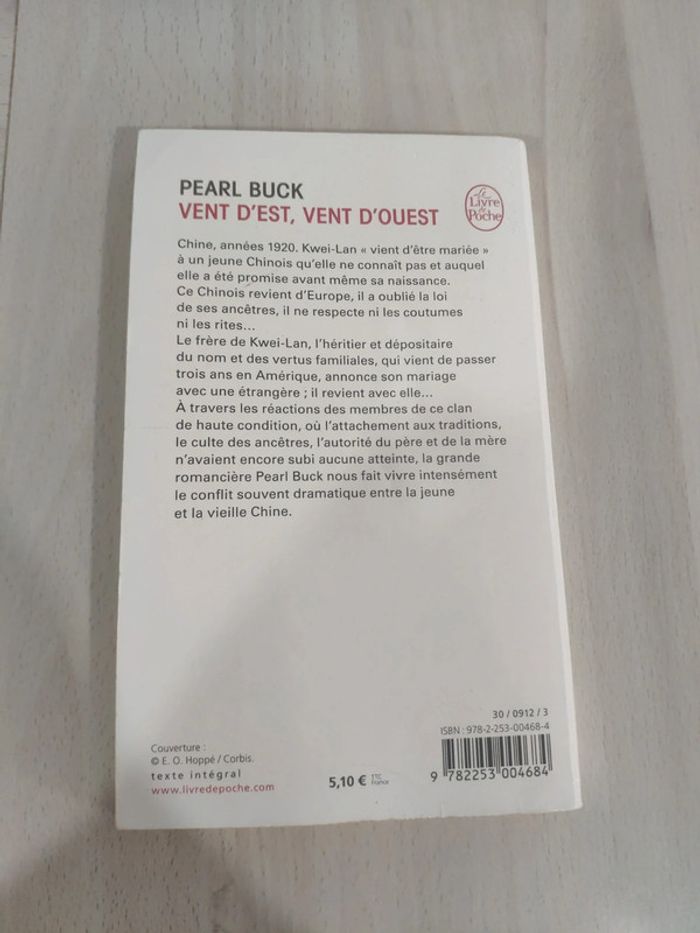 PEARL BUCK
VENT D'EST, VENT D'OUEST
Le
Livre
de
Poche
Chine, années 1920. Kwei-Lan « vient d'être mariée »
à un jeune Chinois qu'elle ne connaît pas et auquel
elle a été promise avant même sa naissance.
Ce Chinois revient d'Europe, il a oublié la loi
de ses ancêtres, il ne respecte ni les coutumes
ni les rites...
Le frère de Kwei-Lan, l'héritier et dépositaire
du nom et des vertus familiales, qui vient de passer
trois ans en Amérique, annonce son mariage
avec une étrangère ; il revient avec elle...
À travers les réactions des membres de ce clan
de haute condition, où l'attachement aux traditions,
le culte des ancêtres, l'autorité du père et de la mère
n'avaient encore subi aucune atteinte, la grande
romancière Pearl Buck nous fait vivre intensément
le conflit souvent dramatique entre la jeune
et la vieille Chine.
30 / 0912 / 3
ISBN : 978-2-253-00468-4
Couverture :
© E. O. Hoppé / Corbis.
texte intégral
www.livredepoche.com
5,10 € TTC
France
9 782253 004684